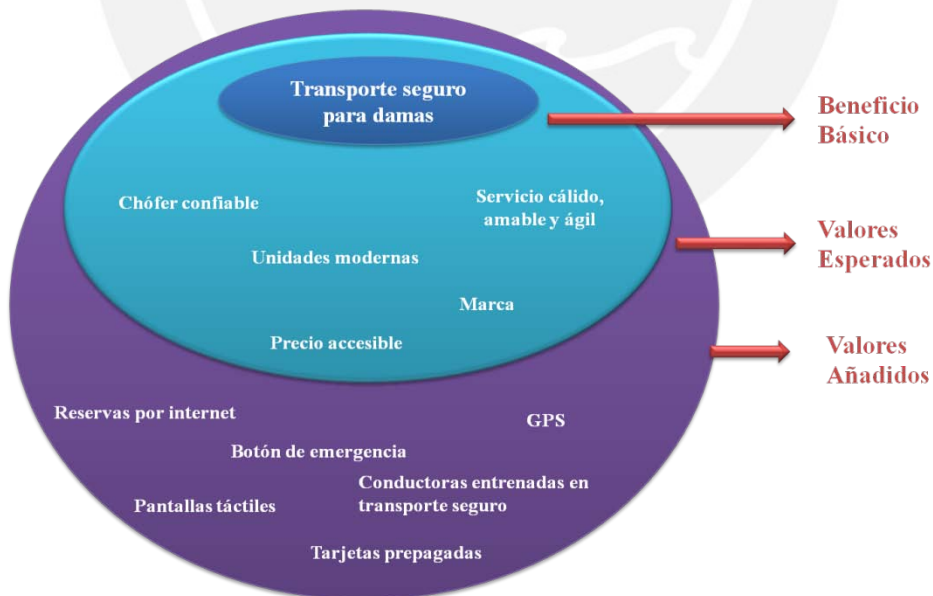 Transporte seguro
para damas
Beneficio
Básico
Chófer confiable
Servicio cálido,
amable y ágil
Unidades modernas
Valores
Esperados
Marca
Precio accesible
Valores
Añadidos
Reservas por internet
GPS
Botón de emergencia
Conductoras entrenadas en
transporte seguro
Pantallas táctiles
Tarjetas prepagadas